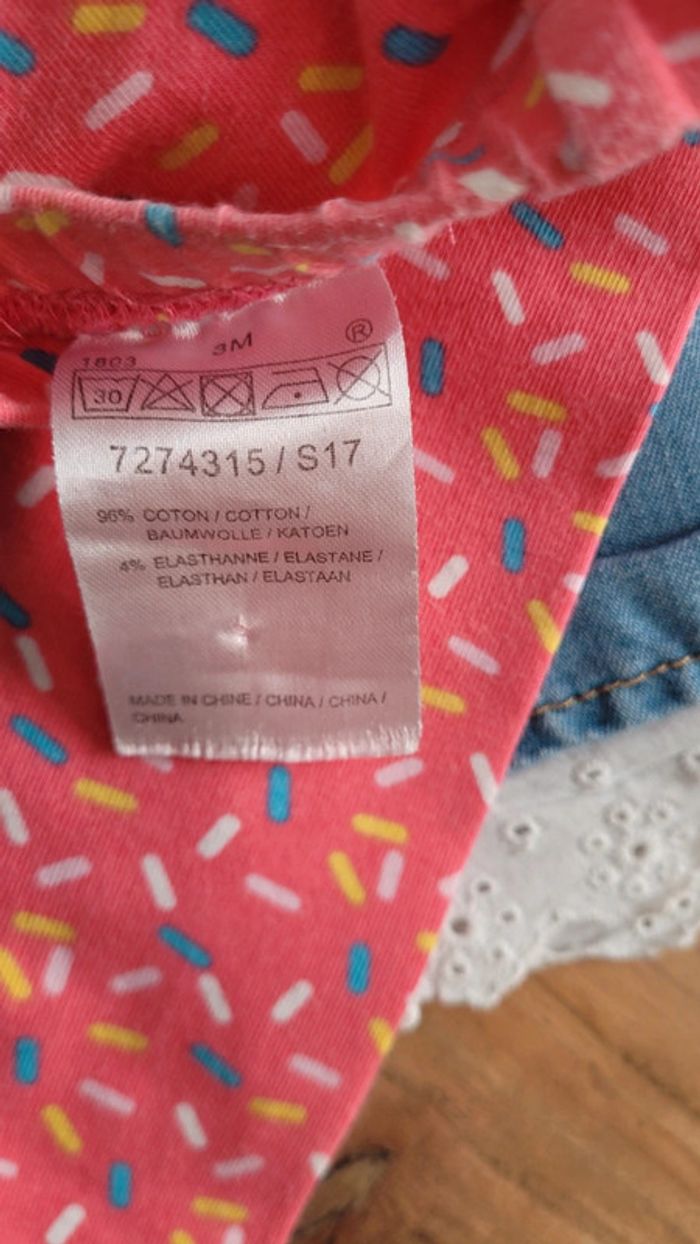 3M
®
1803
30
7274315 / S17
96% COTON / COTTON /
BAUMWOLLE / KATOEN
4% ELASTHANNE / ELASTANE /
ELASTHAN / ELASTAAN
MADE IN CHINE / CHINA / CHINA /
CHINA